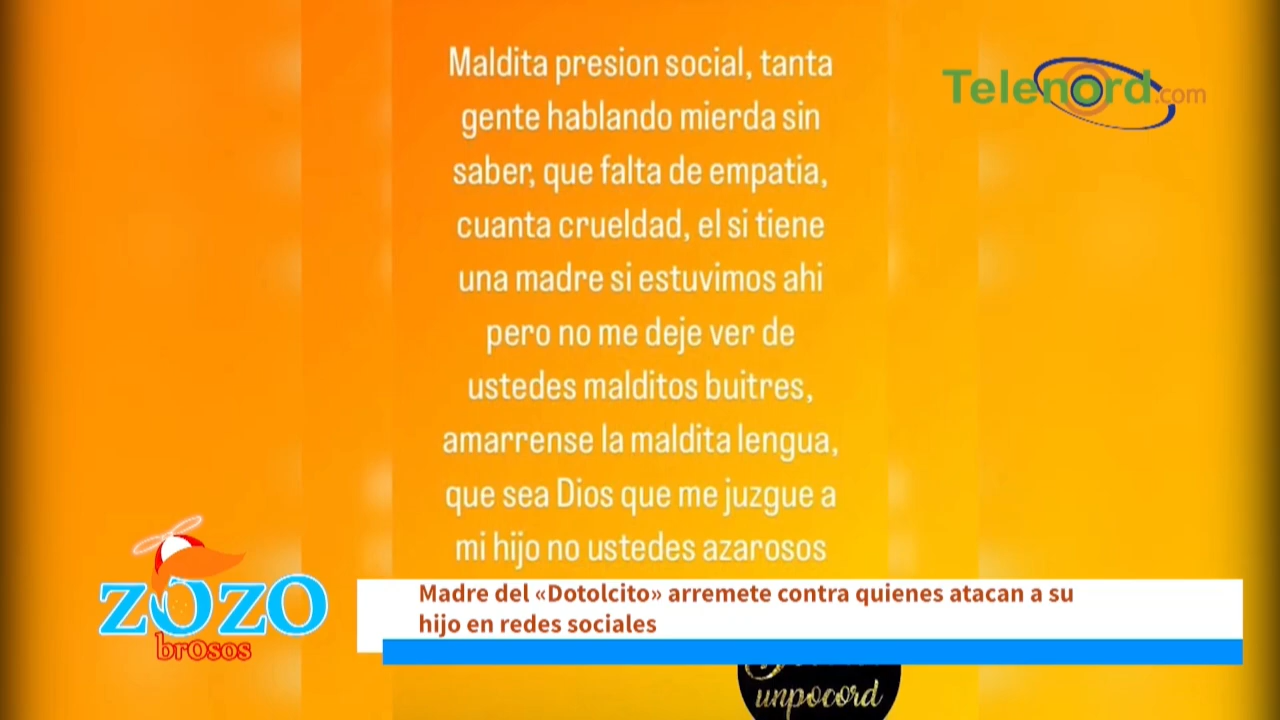 Maldita presion social, tanta
gente hablando mierda sin
saber, que falta de empatia,
cuanta crueldad, el si tiene
una madre si estuvimos ahi
pero no me deje ver de
ustedes malditos buitres,
amarrense la maldita lengua,
que sea Dios que me juzgue a
mi hijo no ustedes azarosos
Telenord.com
zozo
brosos
Madre del «Dotolcito» arremete contra quienes atacan a su
hijo en redes sociales
unpocord